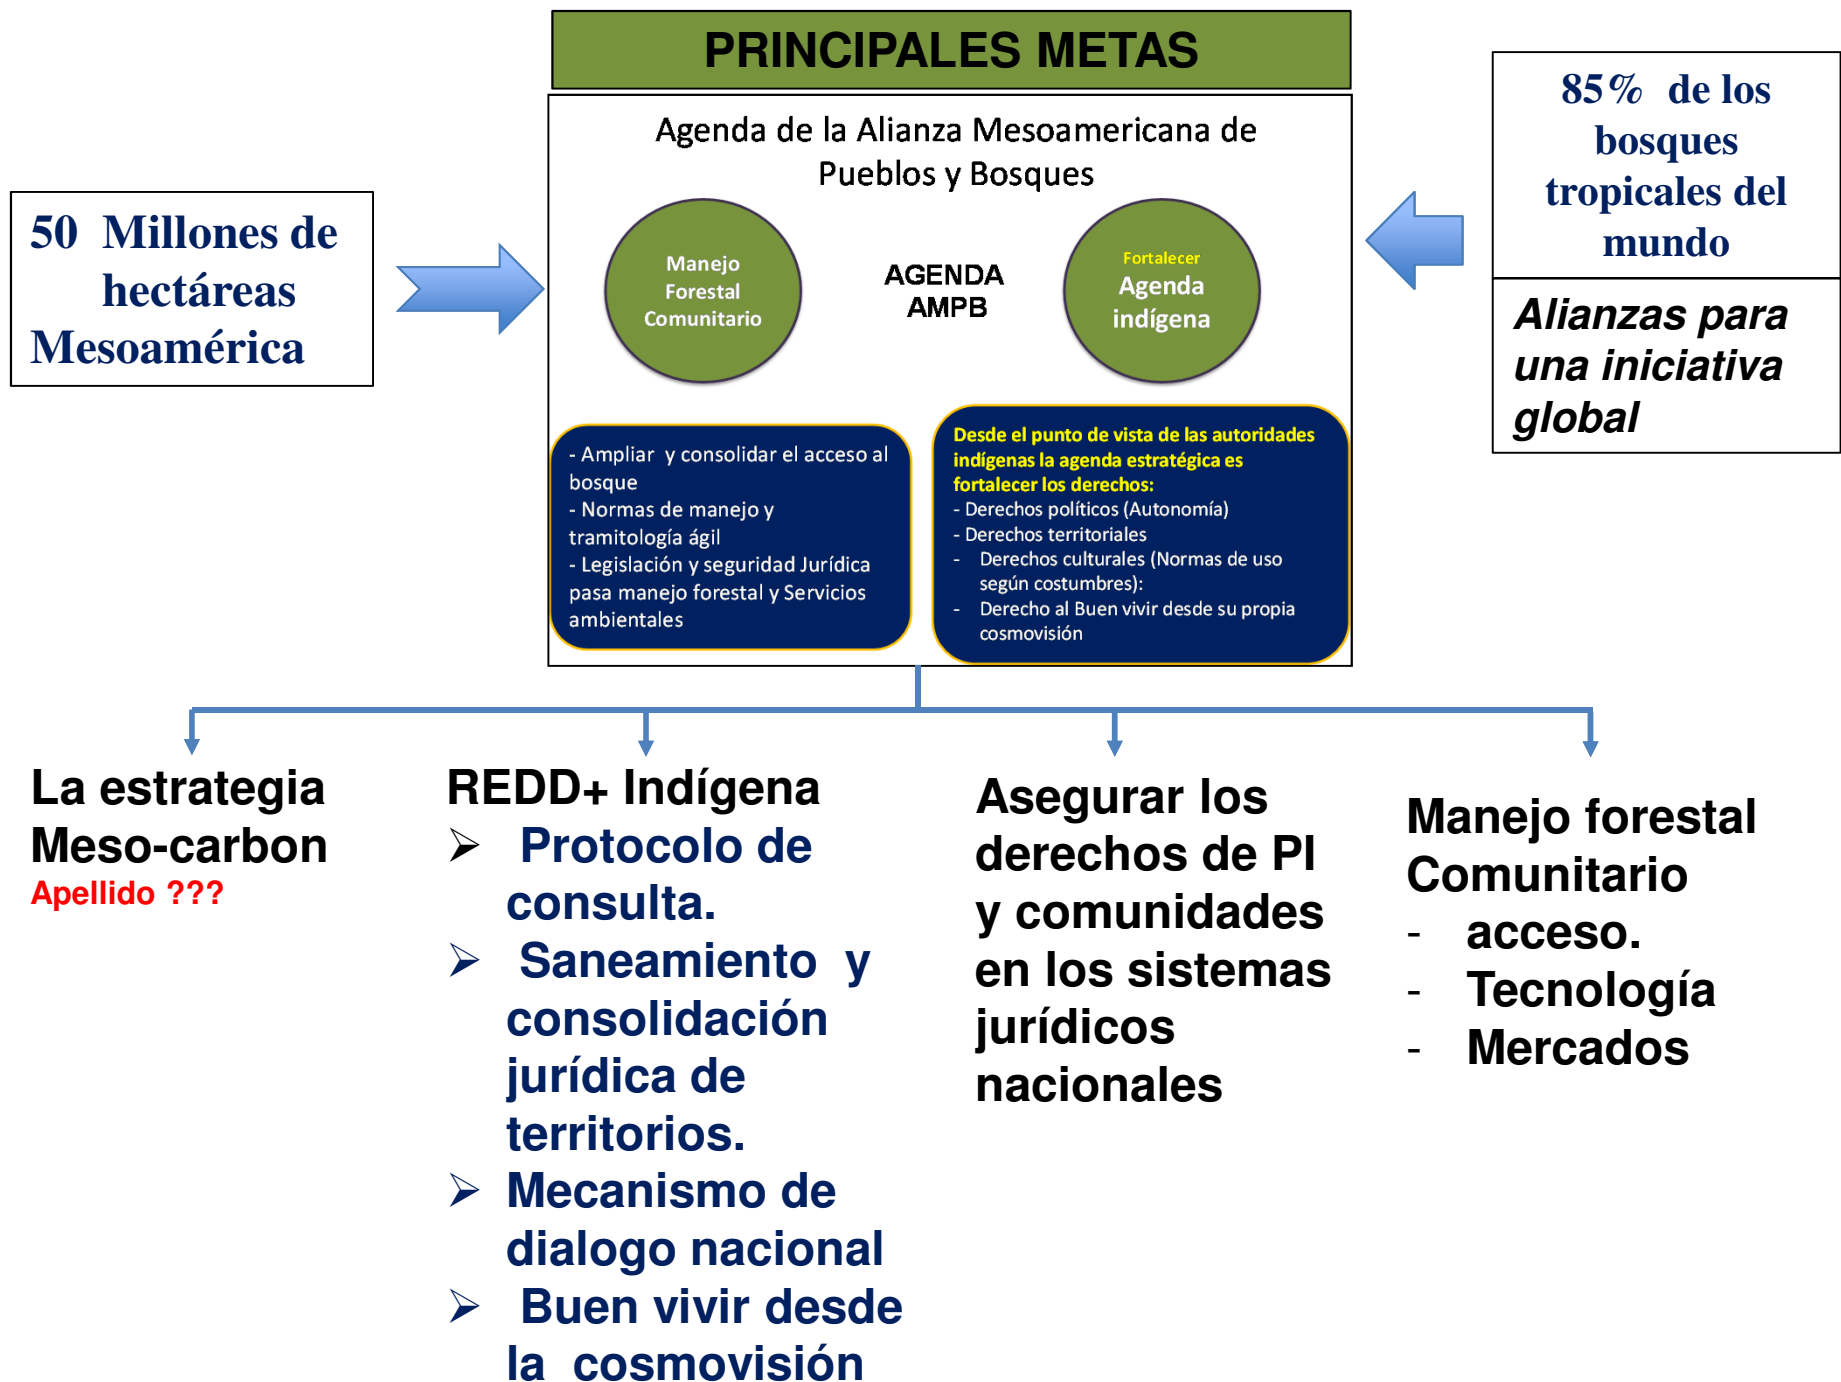 PRINCIPALES METAS
50 Millones de
hectáreas
Mesoamérica
Agenda de la Alianza Mesoamericana de
Pueblos y Bosques
Manejo
Forestal
Comunitario
AGENDA
AMPB
Fortalecer
Agenda
indígena
- Ampliar y consolidar el acceso al
bosque
- Normas de manejo y
tramitología ágil
- Legislación y seguridad Jurídica
pasa manejo forestal y Servicios
ambientales
Desde el punto de vista de las autoridades
indígenas la agenda estratégica es
fortalecer los derechos:
- Derechos políticos (Autonomía)
- Derechos territoriales
- Derechos culturales (Normas de uso
según costumbres):
- Derecho al Buen vivir desde su propia
cosmovisión
85% de los
bosques
tropicales del
mundo
Alianzas para
una iniciativa
global
La estrategia
Meso-carbon
Apellido ???
REDD+ Indígena
➢ Protocolo de
consulta.
➢ Saneamiento y
consolidación
jurídica de
territorios.
➢ Mecanismo de
dialogo nacional
➢ Buen vivir desde
la cosmovisión
Asegurar los
derechos de PI
y comunidades
en los sistemas
jurídicos
nacionales
Manejo forestal
Comunitario
- acceso.
- Tecnología
- Mercados